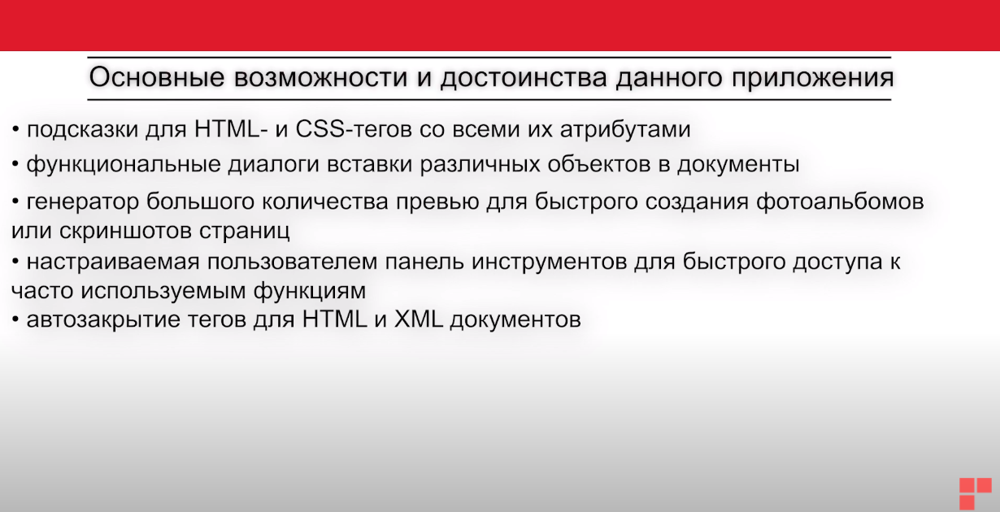 Основные возможности и достоинства данного приложения
• подсказки для HTML- и CSS-тегов со всеми их атрибутами
• функциональные диалоги вставки различных объектов в документы
• генератор большого количества превью для быстрого создания фотоальбомов
или скриншотов страниц
• настраиваемая пользователем панель инструментов для быстрого доступа к
часто используемым функциям
• автозакрытие тегов для HTML и XML документов